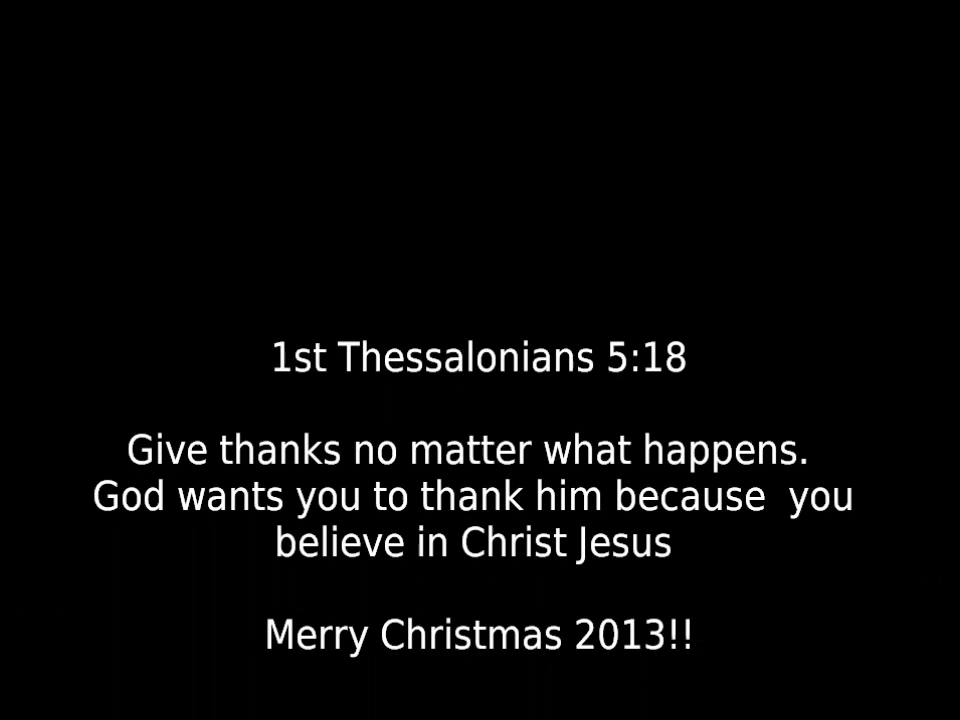 1st Thessalonians 5:18
Give thanks no matter what happens.
God wants you to thank him because  you
believe in Christ Jesus
Merry Christmas 2013!!